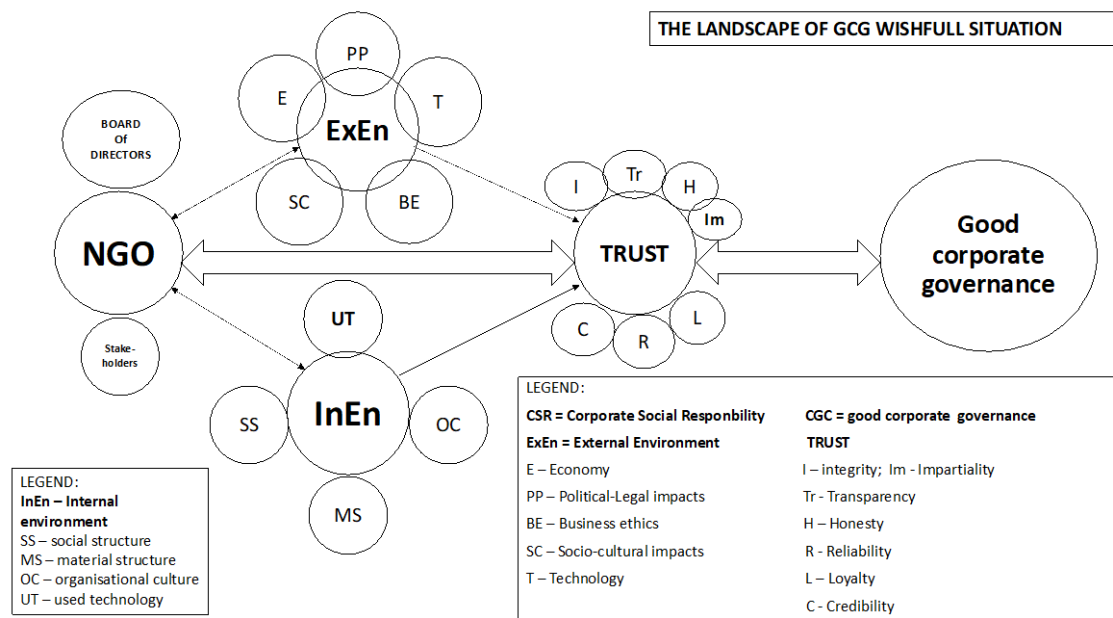 THE LANDSCAPE OF GCG WISHFULL SITUATION
PP
E
T
ExEn
SC
BE
BOARD
Of
DIRECTORS
NGO
Stake-
holders
I
Tr
H
Im
TRUST
C
R
L
Good
corporate
governance
UT
InEn
SS
OC
MS
LEGEND:
InEn – Internal
environment
SS – social structure
MS – material structure
OC – organisational culture
UT – used technology
LEGEND:
CSR = Corporate Social Responbility
CGC = good corporate governance
ExEn = External Environment
TRUST
E – Economy
I – integrity; Im - Impartiality
PP – Political-Legal impacts
Tr - Transparency
BE – Business ethics
H – Honesty
SC – Socio-cultural impacts
R - Reliability
T – Technology
L – Loyalty
C - Credibility